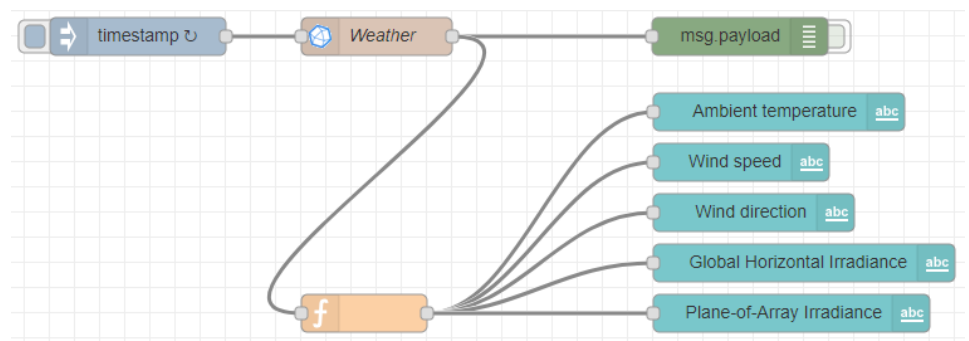 timestamp ↻
Weather
msg.payload
Ambient temperature abc
Wind speed abc
Wind direction abc
Global Horizontal Irradiance abc
f
Plane-of-Array Irradiance abc